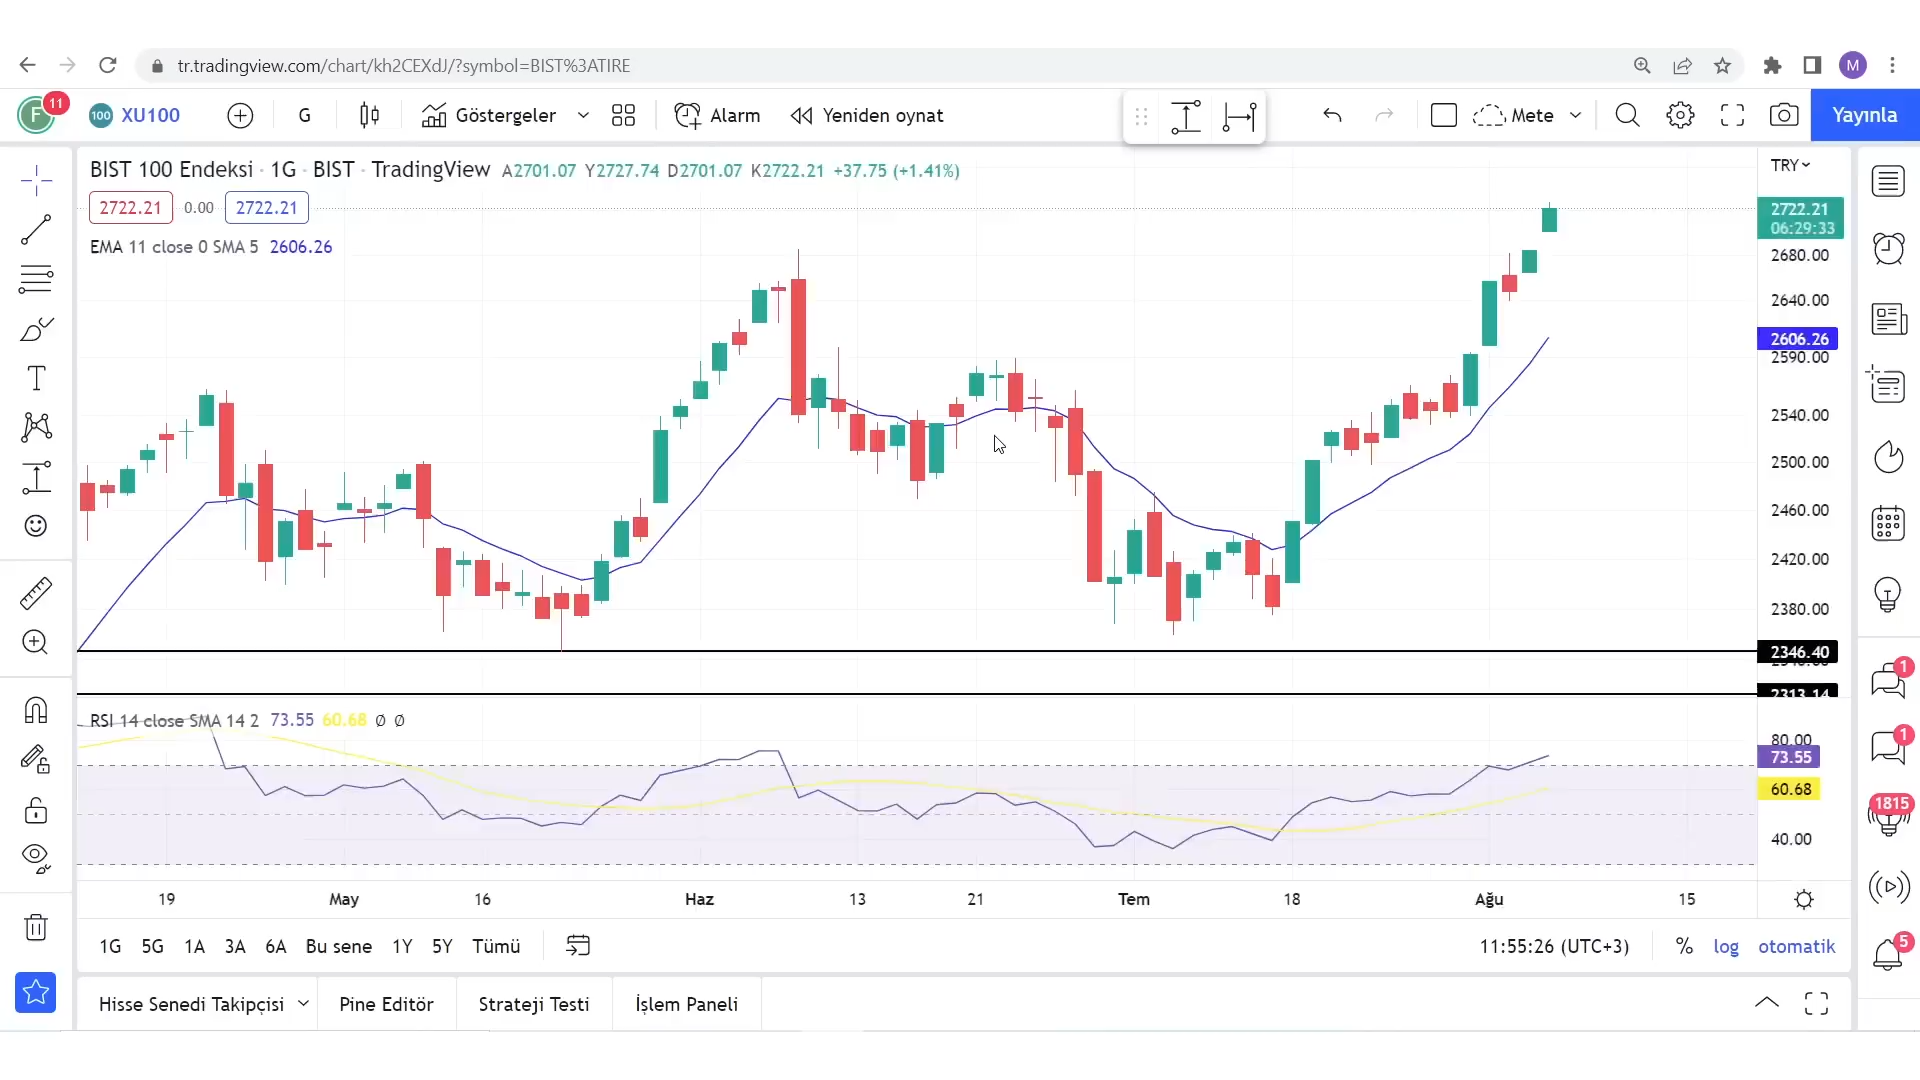 tr.tradingview.com/chart/kh2CEXdJ/?symbol=BIST%3ATIRE
M
F 11 100 XU100 G Göstergeler Alarm Yeniden oynat Mete Yayınla
BIST 100 Endeksi · 1G · BIST · TradingView A2701.07 Y2727.74 D2701.07 K2722.21 +37.75 (+1.41%)
TRY
2722.21 0.00 2722.21
EMA 11 close 0 SMA 5 2606.26
2722.21
06:29:33
2680.00
2640.00
2606.26
2590.00
2540.00
2500.00
2460.00
2420.00
2380.00
2346.40
2313.14
RSI 14 close SMA 14 2 73.55 60.68 Ø Ø
80.00
73.55
60.68
40.00
19 May 16 Haz 13 21 Tem 18 Ağu 15
1G 5G 1A 3A 6A Bu sene 1Y 5Y Tümü 11:55:26 (UTC+3) % log otomatik
Hisse Senedi Takipçisi Pine Editör Strateji Testi İşlem Paneli
1
1
1815
5